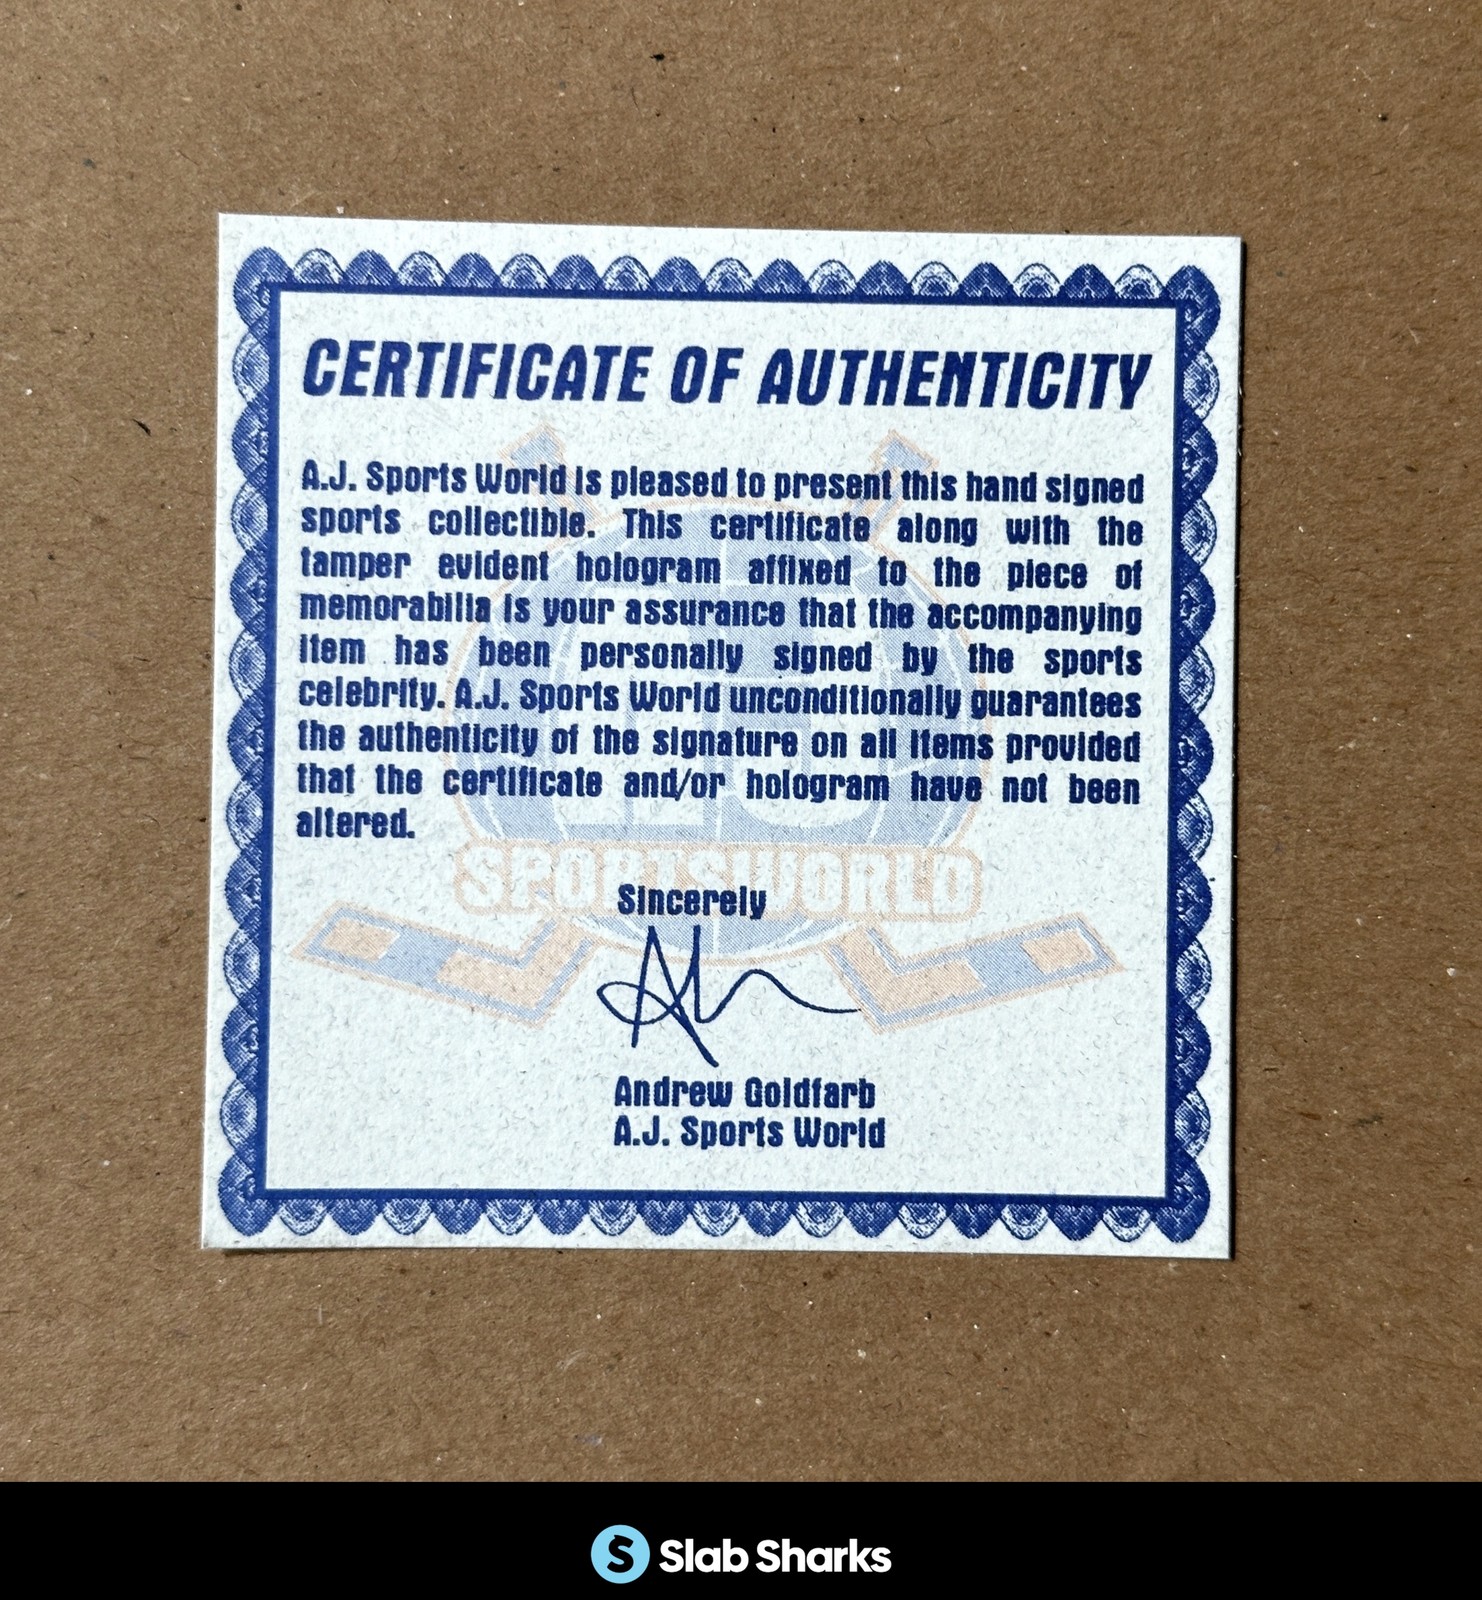 CERTIFICATE OF AUTHENTICITY
A.J. Sports World is pleased to present this hand signed
sports collectible. This certificate along with the
tamper evident hologram affixed to the piece of
memorabilia is your assurance that the accompanying
item has been personally signed by the sports
celebrity. A.J. Sports World unconditionally guarantees
the authenticity of the signature on all items provided
that the certificate and/or hologram have not been
altered.
SPORTSWORLD
Sincerely
Andrew Goldfarb
A.J. Sports World
S Slab Sharks